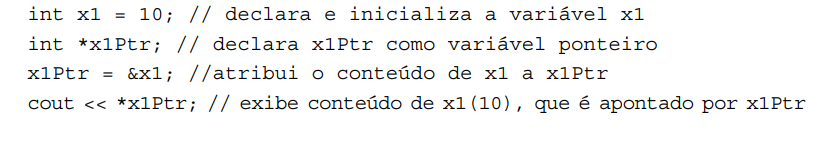 int x1 = 10; // declara e inicializa a variável x1
int *x1Ptr; // declara x1Ptr como variável ponteiro
x1Ptr = &x1; //atribui o conteúdo de x1 a x1Ptr
cout << *x1Ptr; // exibe conteúdo de x1(10), que é apontado por x1Ptr